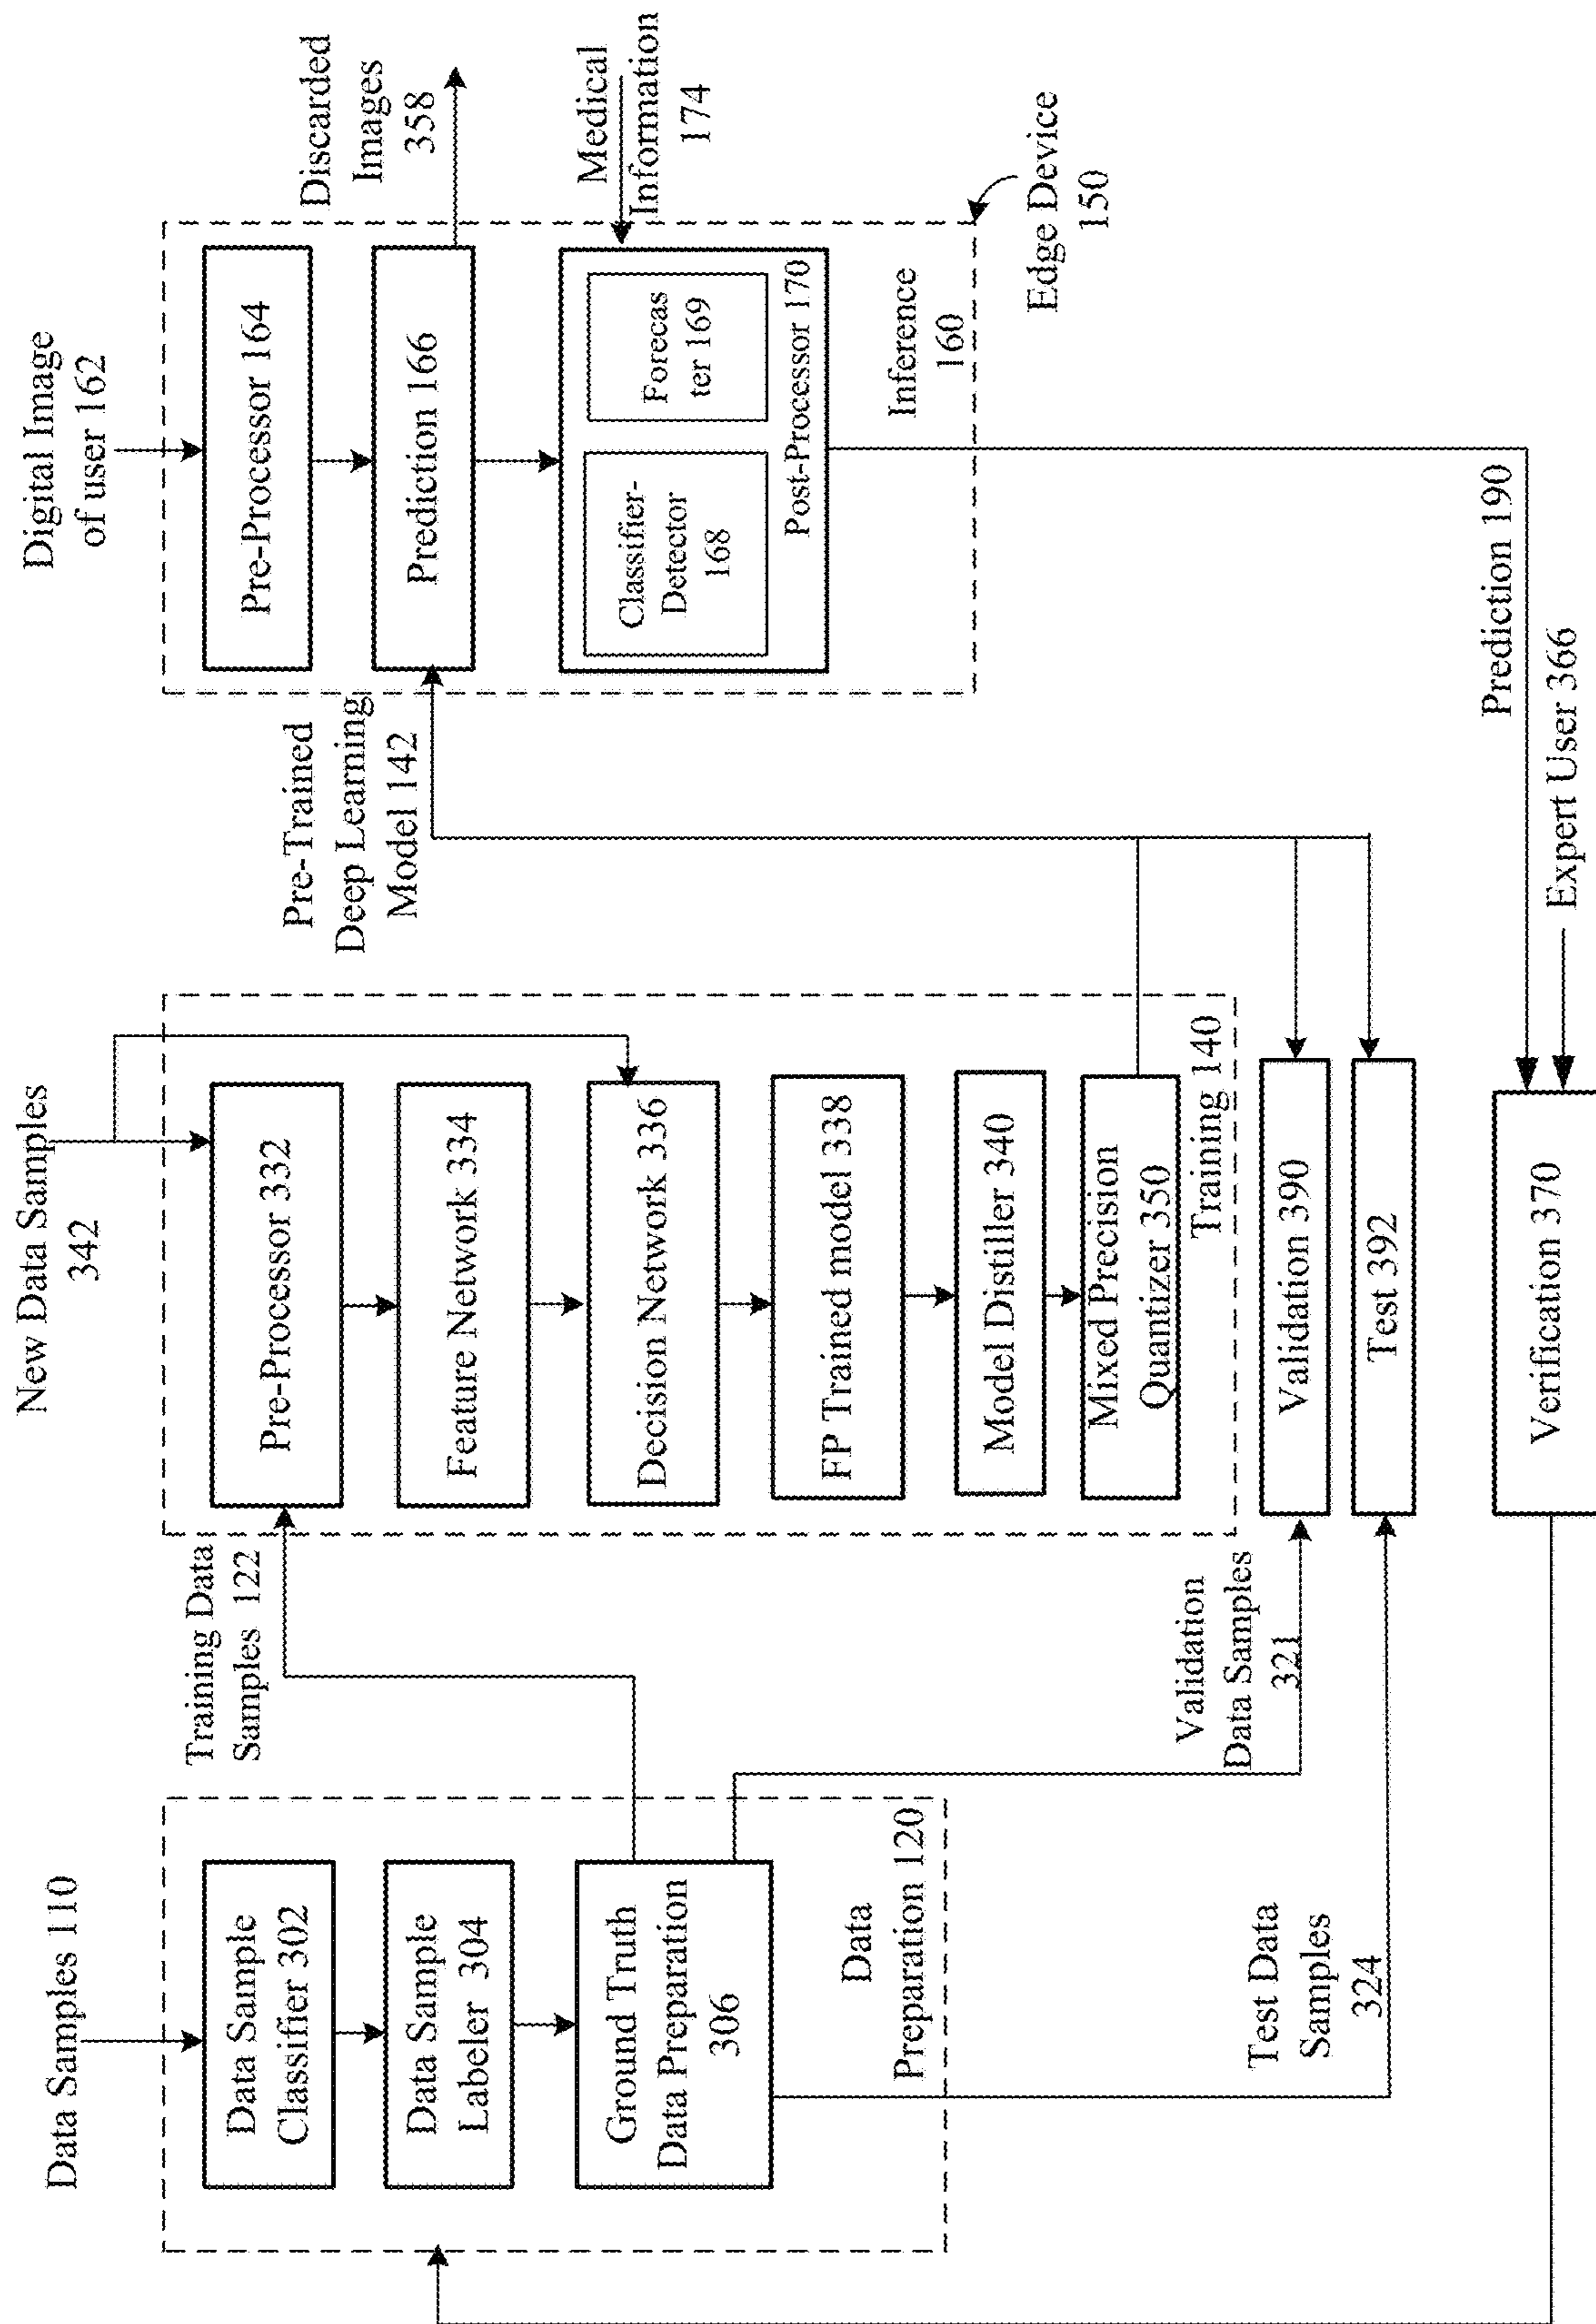 Data Samples 110
Data Sample
Classifier 302
Data Sample
Labeler 304
Ground Truth
Data Preparation
306
Data
Preparation 120
Training Data
Samples 122
Validation
Data Samples
321
Test Data
Samples
324
New Data Samples
342
Pre-Processor 332
Feature Network 334
Decision Network 336
FP Trained model 338
Model Distiller 340
Mixed Precision
Quantizer 350
Training 140
Validation 390
Test 392
Verification 370
Pre-Trained
Deep Learning
Model 142
Digital Image
of user 162
Pre-Processor 164
Prediction 166
Classifier-
Detector
168
Forecas
ter 169
Post-Processor 170
Inference
160
Discarded
Images
358
Medical
Information
174
Edge Device
150
Prediction 190
Expert User 366